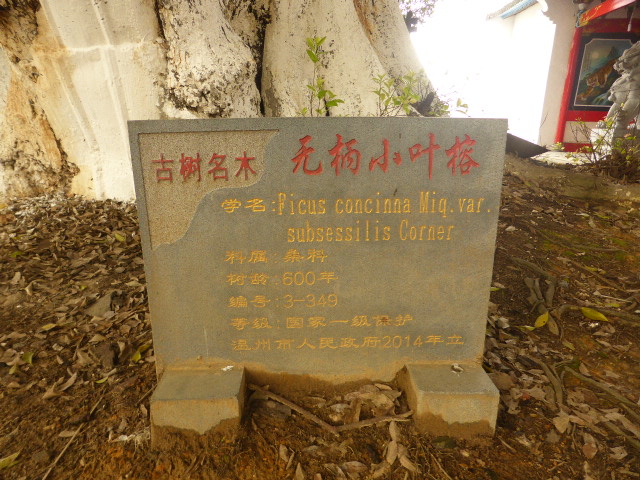 古树名木
无柄小叶榕
学名:Ficus concinna Miq.var.
subsessilis Corner
科属:桑科
树龄:600年
编号:3-349
等级:国家一级保护
温州市人民政府2014年立